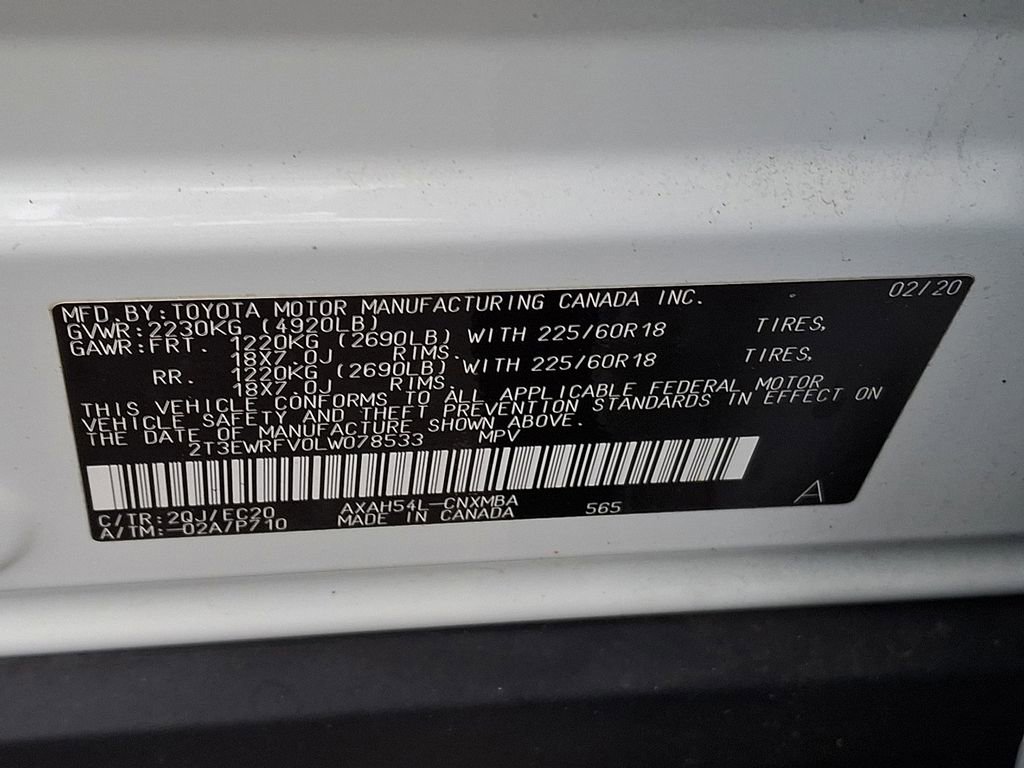 MFD.BY:TOYOTA MOTOR MANUFACTURING CANADA INC. 02/20
GVWR:2230KG (4920LB)
GAWR:FRT. 1220KG (2690LB) WITH 225/60R18 TIRES,
18X7.0J RIMS.
RR. 1220KG (2690LB) WITH 225/60R18 TIRES,
18X7.0J RIMS.
THIS VEHICLE CONFORMS TO ALL APPLICABLE FEDERAL MOTOR
VEHICLE SAFETY AND THEFT PREVENTION STANDARDS IN EFFECT ON
THE DATE OF MANUFACTURE SHOWN ABOVE.
2T3EWRFV0LW078533 MPV
C/TR:2QJ/EC20 AXAH54L-CNXMBA 565 A
A/TM:-02A/P710 MADE IN CANADA